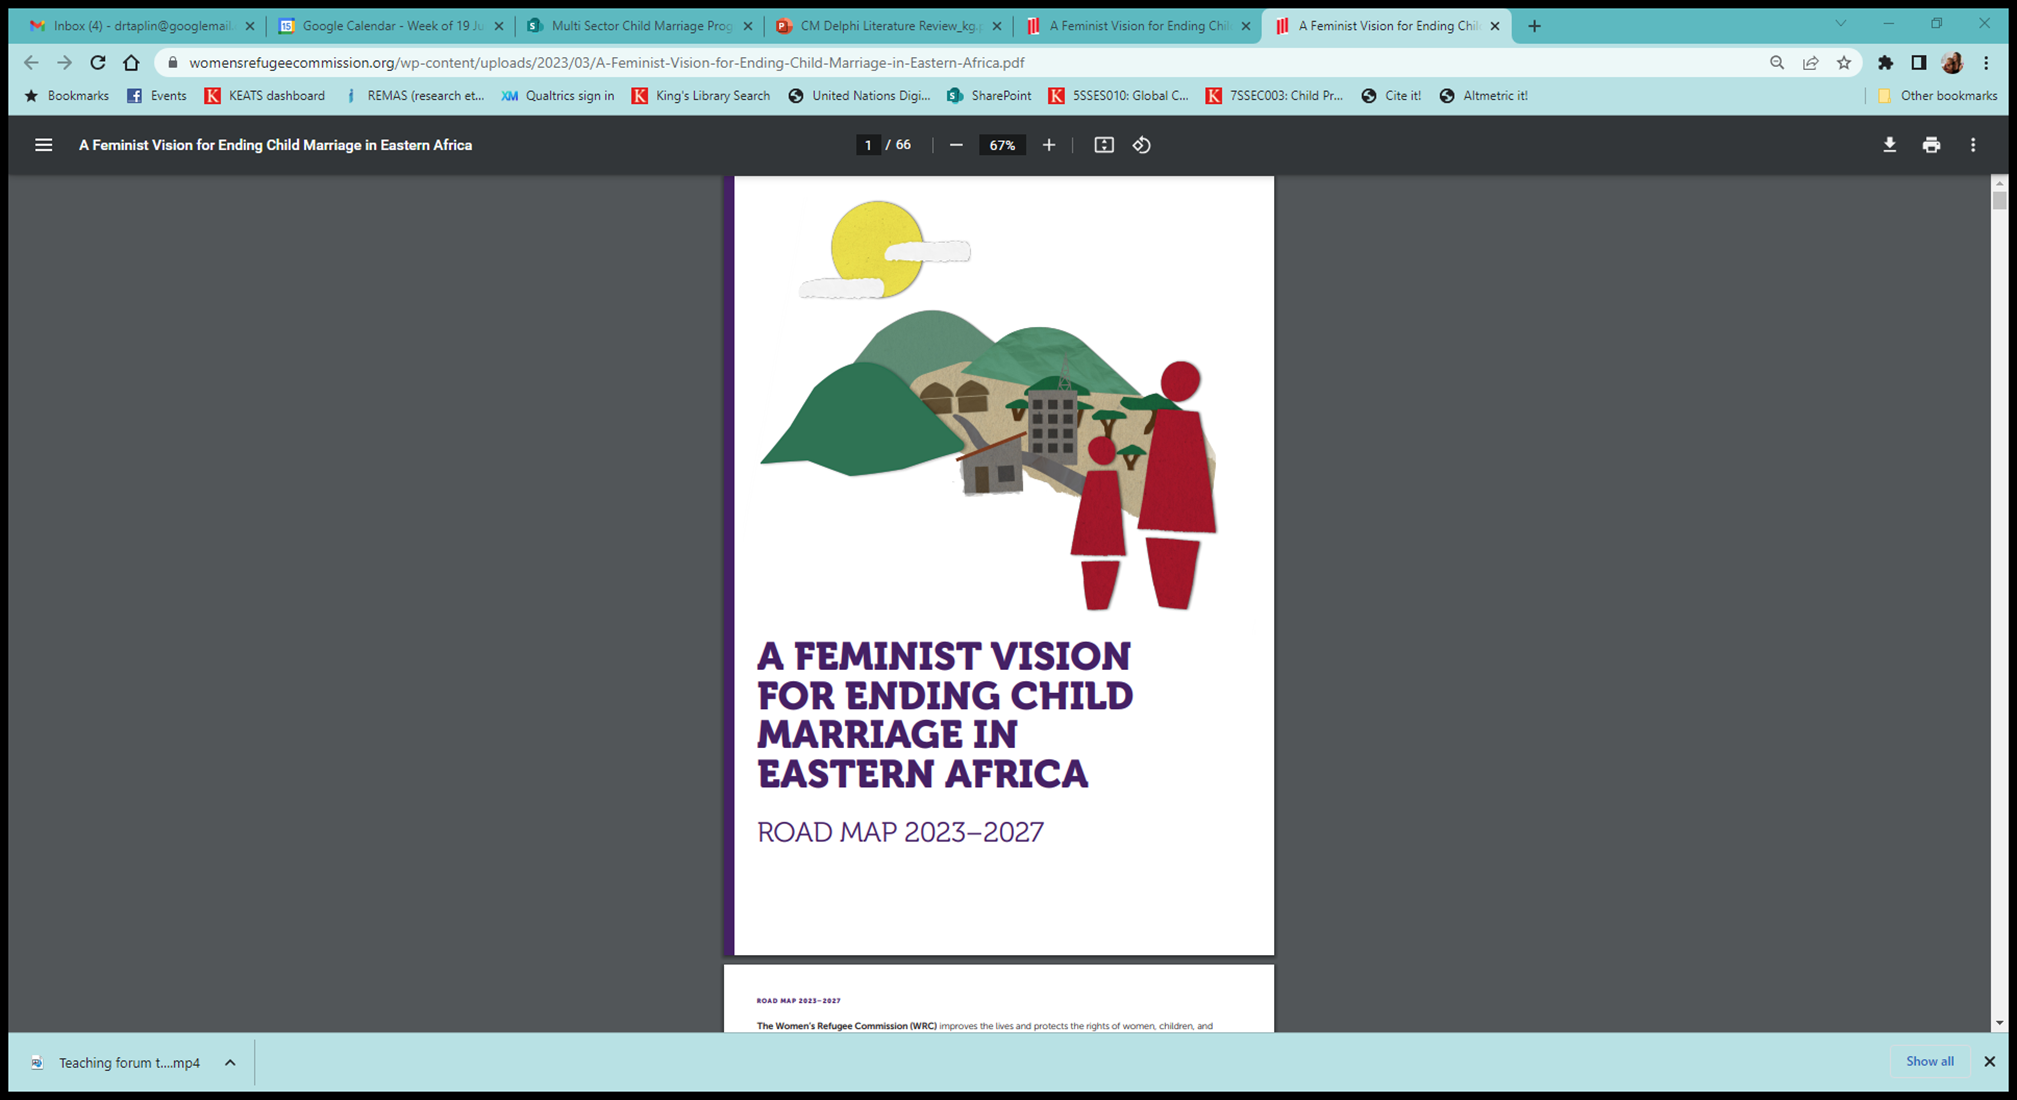 Inbox (4) - drtaplin@googlemail.
Google Calendar - Week of 19 Ju
Multi Sector Child Marriage Prog
CM Delphi Literature Review_kg.p
A Feminist Vision for Ending Chil
A Feminist Vision for Ending Chil
womensrefugeecommission.org/wp-content/uploads/2023/03/A-Feminist-Vision-for-Ending-Child-Marriage-in-Eastern-Africa.pdf
Bookmarks
Events
KEATS dashboard
REMAS (research et...
XM Qualtrics sign in
King's Library Search
United Nations Digi...
SharePoint
5SSES010: Global C...
7SSEC003: Child Pr...
Cite it!
Altmetric it!
Other bookmarks
A Feminist Vision for Ending Child Marriage in Eastern Africa
1 / 66
67%
A FEMINIST VISION
FOR ENDING CHILD
MARRIAGE IN
EASTERN AFRICA
ROAD MAP 2023–2027
ROAD MAP 2023–2027
The Women's Refugee Commission (WRC) improves the lives and protects the rights of women, children, and
Teaching forum t....mp4
Show all